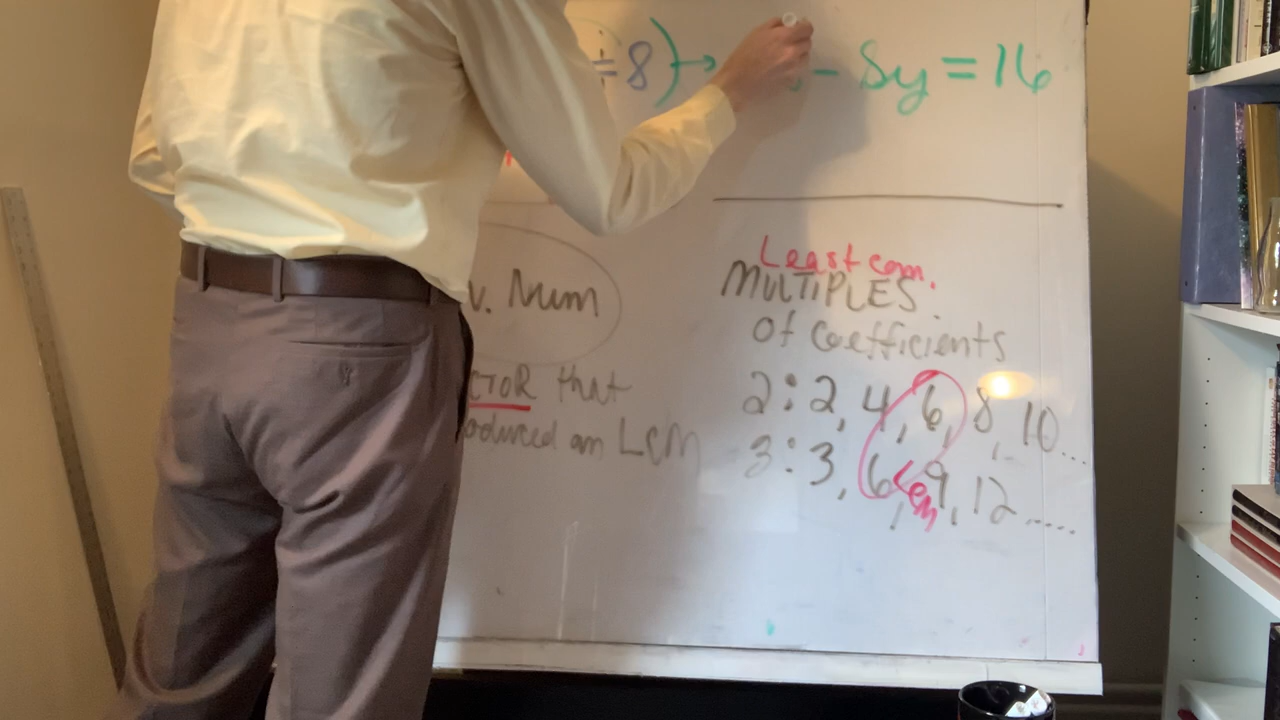 ÷8)→ - 8y=16
Least com.
MULTIPLES
of Coefficients
v. Num
CTOR that
oduced an LCM
2:2,4,6,8,10...
3:3,6,9,12.....
Lcm